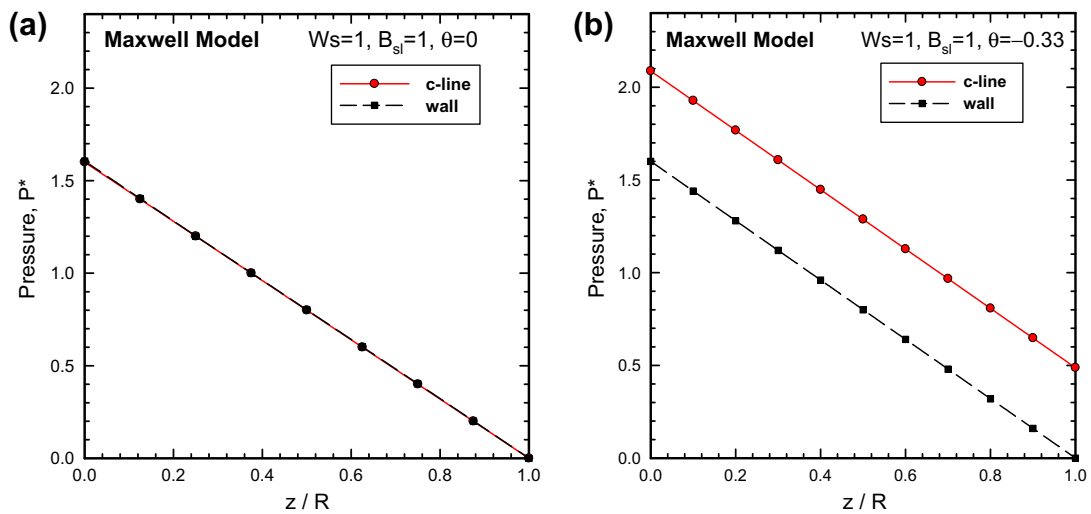 (a)
Maxwell Model Ws=1, Bsl=1, θ=0
c-line
wall
2.0
1.5
1.0
0.5
0.0
Pressure, P*
0.0 0.2 0.4 0.6 0.8 1.0
z / R
(b)
Maxwell Model Ws=1, Bsl=1, θ=−0.33
c-line
wall
2.0
1.5
1.0
0.5
0.0
Pressure, P*
0.0 0.2 0.4 0.6 0.8 1.0
z / R